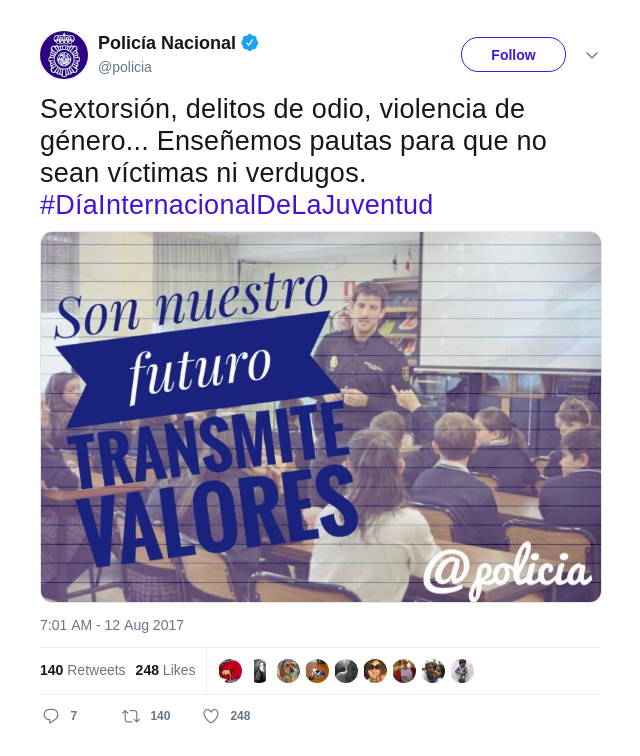 Policía Nacional
@policia
Follow
Sextorsión, delitos de odio, violencia de
género... Enseñemos pautas para que no
sean víctimas ni verdugos.
#DíaInternacionalDeLaJuventud
Son nuestro
futuro
TRANSMITE
VALORES
@policia
7:01 AM - 12 Aug 2017
140 Retweets 248 Likes
7 140 248